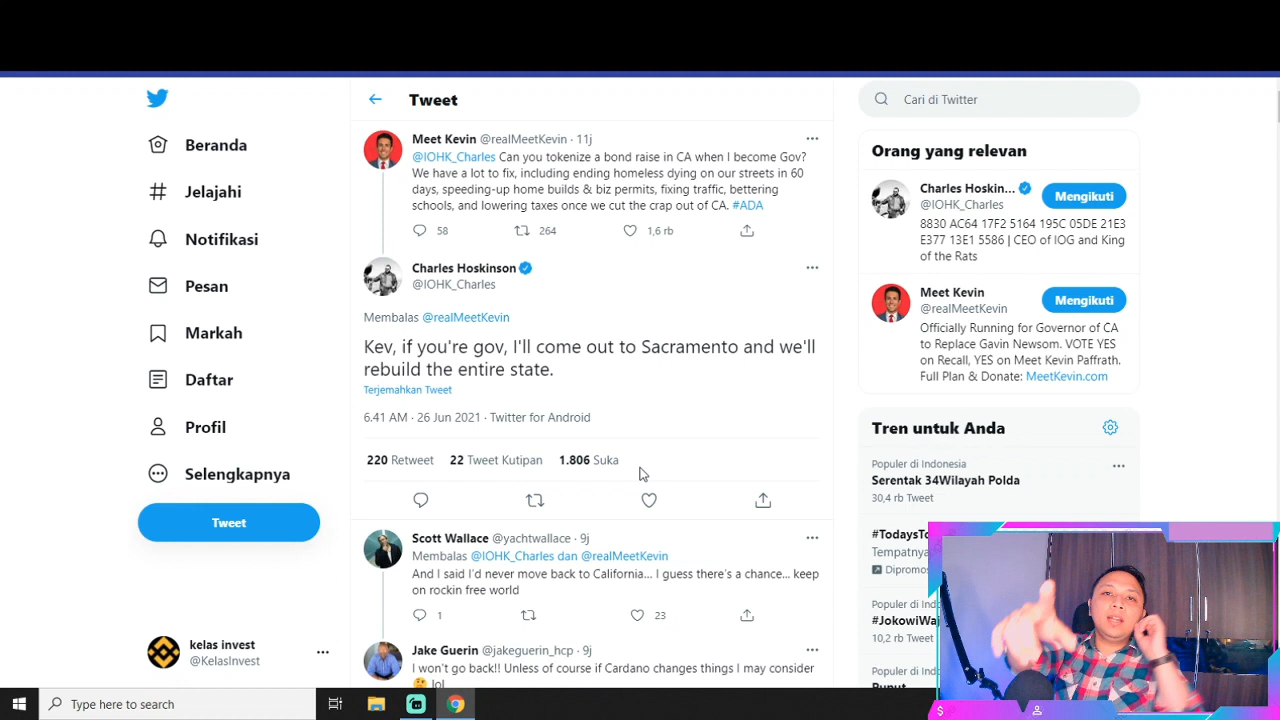 Tweet
Beranda
Jelajahi
Notifikasi
Pesan
Markah
Daftar
Profil
Selengkapnya
Tweet
kelas invest
@KelasInvest
Meet Kevin @realMeetKevin · 11j
@IOHK_Charles Can you tokenize a bond raise in CA when I become Gov?
We have a lot to fix, including ending homeless dying on our streets in 60
days, speeding-up home builds & biz permits, fixing traffic, bettering
schools, and lowering taxes once we cut the crap out of CA. #ADA
58 264 1,6 rb
Charles Hoskinson
@IOHK_Charles
Membalas @realMeetKevin
Kev, if you're gov, I'll come out to Sacramento and we'll
rebuild the entire state.
Terjemahkan Tweet
6.41 AM · 26 Jun 2021 · Twitter for Android
220 Retweet 22 Tweet Kutipan 1.806 Suka
Scott Wallace @yachtwallace · 9j
Membalas @IOHK_Charles dan @realMeetKevin
And I said I'd never move back to California... I guess there's a chance... keep
on rockin free world
1 23
Jake Guerin @jakeguerin_hcp · 9j
I won't go back!! Unless of course if Cardano changes things I may consider
lol
Cari di Twitter
Orang yang relevan
Charles Hoskin...
@IOHK_Charles
Mengikuti
8830 AC64 17F2 5164 195C 05DE 21E3
E377 13E1 5586 | CEO of IOG and King
of the Rats
Meet Kevin
@realMeetKevin
Mengikuti
Officially Running for Governor of CA
to Replace Gavin Newsom. VOTE YES
on Recall, YES on Meet Kevin Paffrath.
Full Plan & Donate: MeetKevin.com
Tren untuk Anda
Populer di Indonesia
Serentak 34Wilayah Polda
30,4 rb Tweet
10,2 rb Tweet
Type here to search